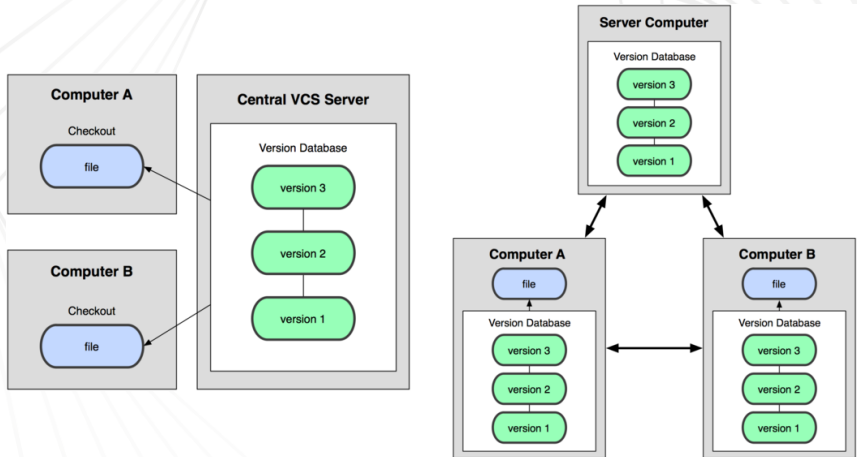 Computer A
Checkout
file
Computer B
Checkout
file
Central VCS Server
Version Database
version 3
version 2
version 1
Server Computer
Version Database
version 3
version 2
version 1
Computer A
file
Version Database
version 3
version 2
version 1
Computer B
file
Version Database
version 3
version 2
version 1